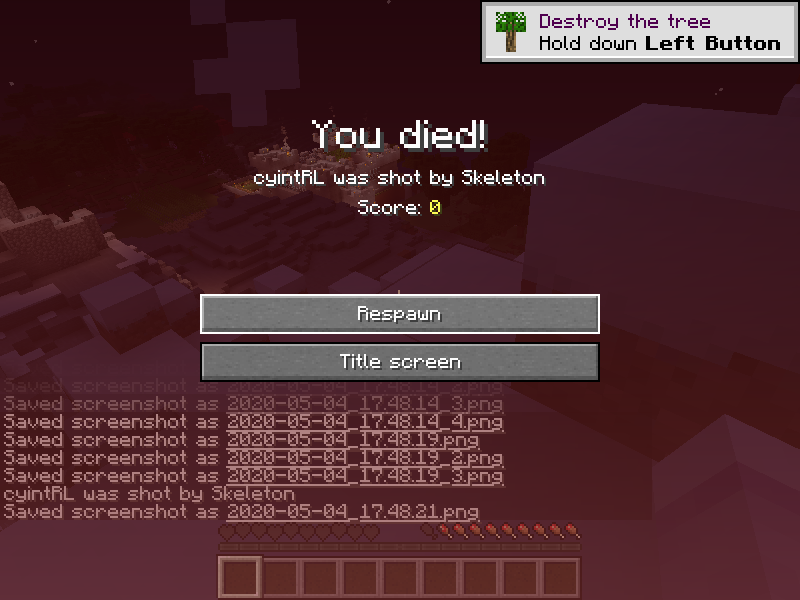 Destroy the tree
Hold down Left Button
You died!
cyintRL was shot by Skeleton
Score: 0
Respawn
Title screen
Saved screenshot as 2020-05-04_17.48.14_2.png
Saved screenshot as 2020-05-04_17.48.14_3.png
Saved screenshot as 2020-05-04_17.48.14_4.png
Saved screenshot as 2020-05-04_17.48.19.png
Saved screenshot as 2020-05-04_17.48.19_2.png
Saved screenshot as 2020-05-04_17.48.19_3.png
cyintRL was shot by Skeleton
Saved screenshot as 2020-05-04_17.48.21.png